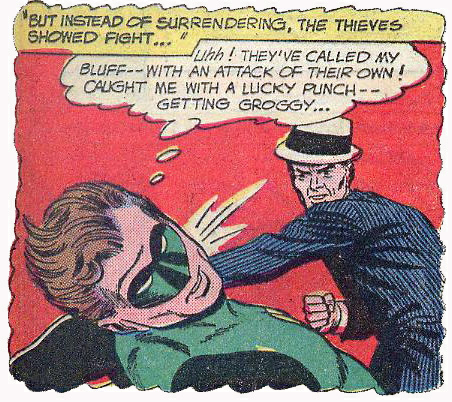 "BUT INSTEAD OF SURRENDERING, THE THIEVES
SHOWED FIGHT..."
Uhh! THEY'VE CALLED MY
BLUFF--WITH AN ATTACK OF THEIR OWN!
CAUGHT ME WITH A LUCKY PUNCH--
GETTING GROGGY...